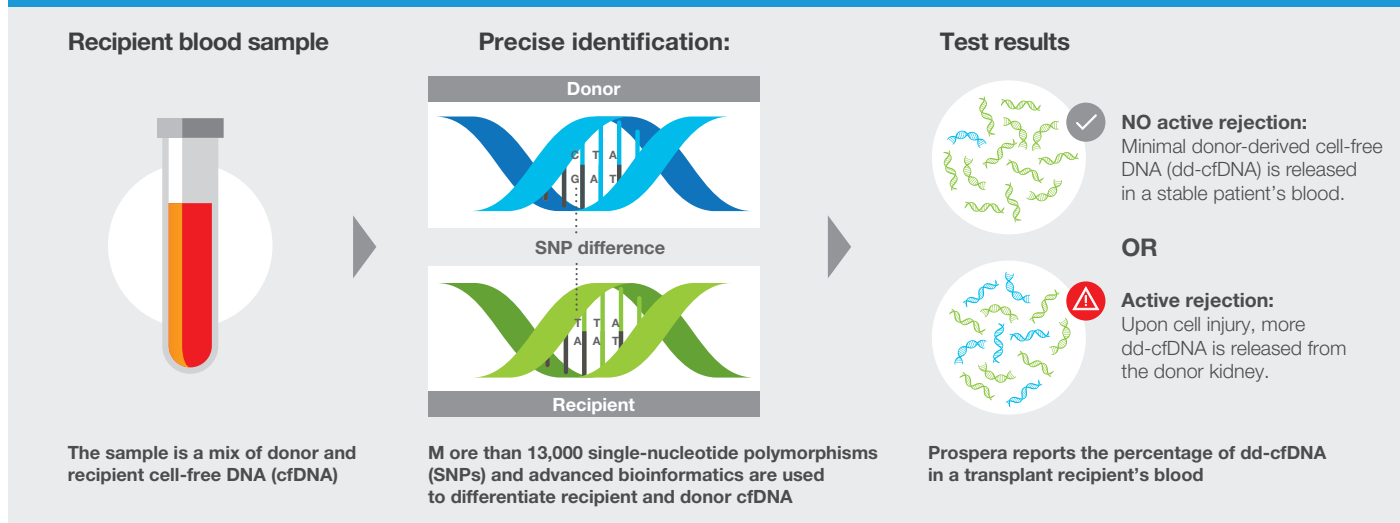 Recipient blood sample
The sample is a mix of donor and
recipient cell-free DNA (cfDNA)
Precise identification:
Donor
C T A
G A T
SNP difference
T T A
A A T
Recipient
M ore than 13,000 single-nucleotide polymorphisms
(SNPs) and advanced bioinformatics are used
to differentiate recipient and donor cfDNA
Test results
NO active rejection:
Minimal donor-derived cell-free
DNA (dd-cfDNA) is released
in a stable patient’s blood.
OR
Active rejection:
Upon cell injury, more
dd-cfDNA is released from
the donor kidney.
Prospera reports the percentage of dd-cfDNA
in a transplant recipient’s blood